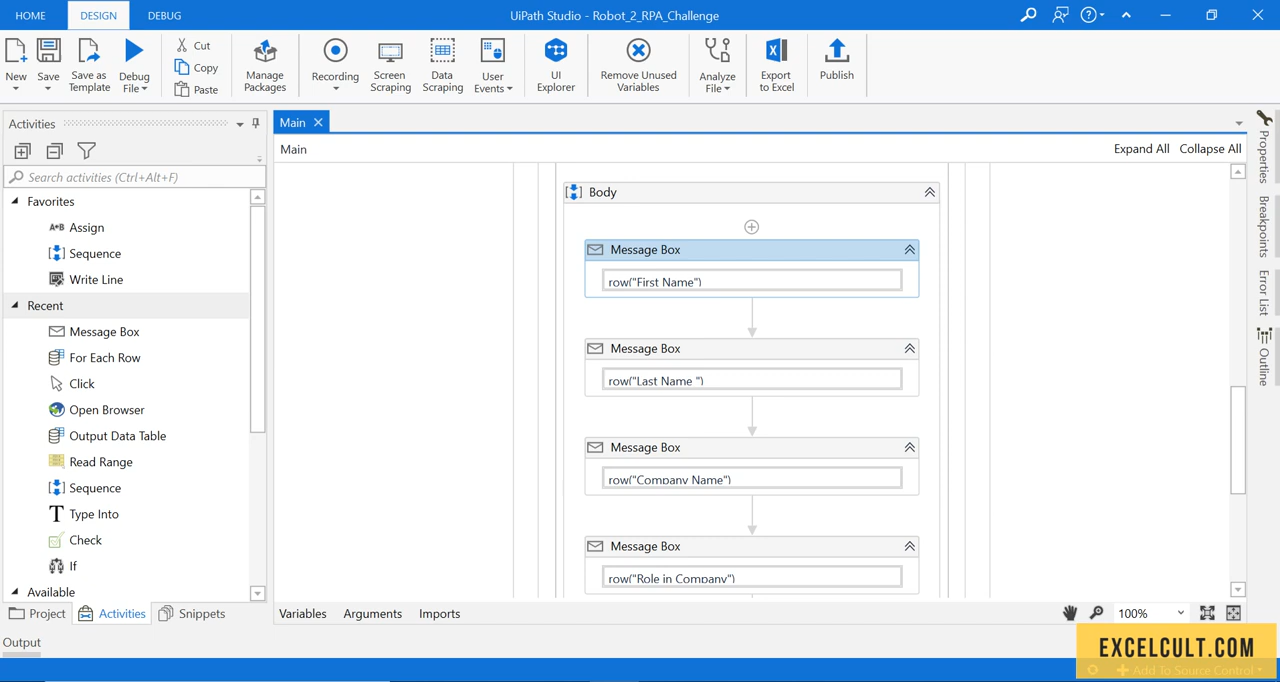 HOME DESIGN DEBUG UiPath Studio - Robot_2_RPA_Challenge
New Save Save as Template Debug File Cut Copy Paste Manage Packages Recording Screen Scraping Data Scraping User Events UI Explorer Remove Unused Variables Analyze File Export to Excel Publish
Activities
Search activities (Ctrl+Alt+F)
Favorites
A+B Assign
Sequence
Write Line
Recent
Message Box
For Each Row
Click
Open Browser
Output Data Table
Read Range
Sequence
Type Into
Check
If
Available
Project Activities Snippets
Output
Main
Main Expand All Collapse All
Body
Message Box
row("First Name")
Message Box
row("Last Name ")
Message Box
row("Company Name")
Message Box
row("Role in Company")
Variables Arguments Imports 100%
Properties
Breakpoints
Error List
Outline
EXCELCULT.COM
Add To Source Control